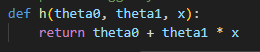 def h(theta0, theta1, x):
    return theta0 + theta1 * x